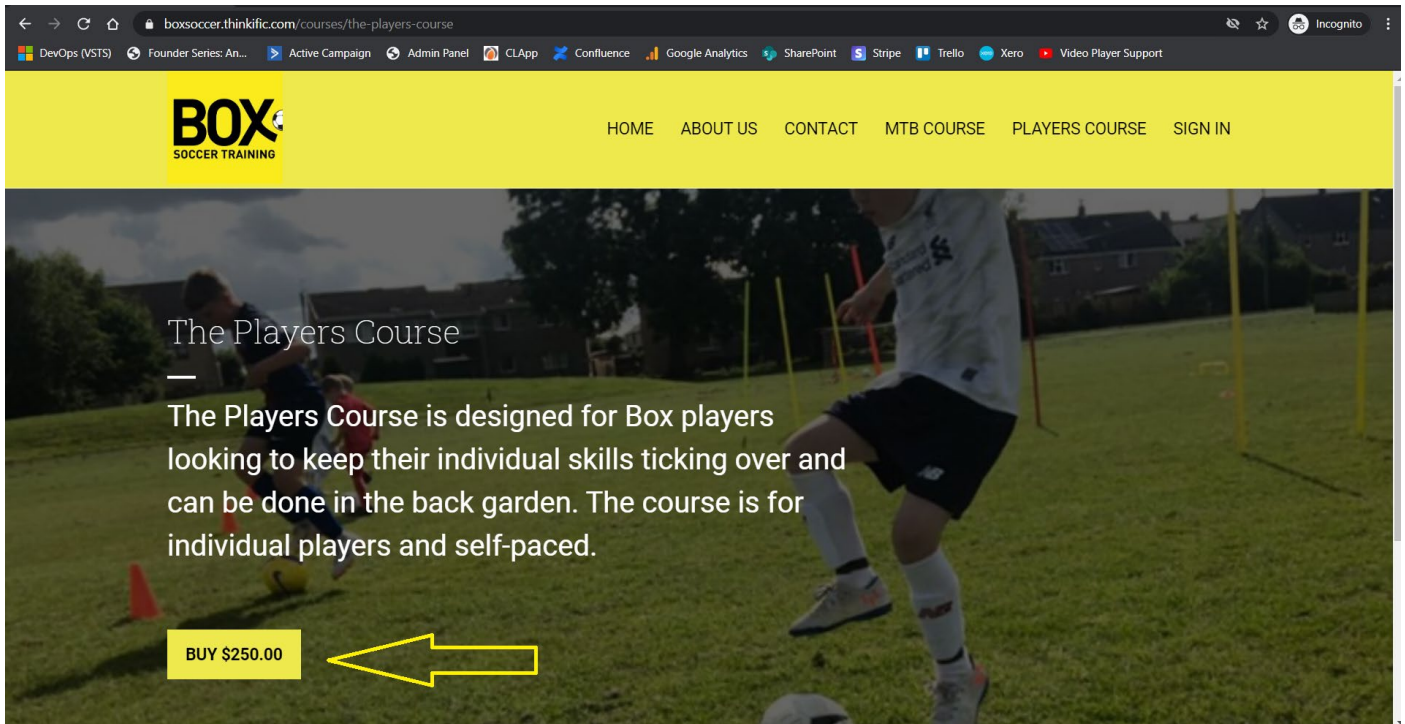 boxsoccer.thinkific.com/courses/the-players-course
Incognito
DevOps (VSTS) Founder Series: An... Active Campaign Admin Panel CLApp Confluence Google Analytics SharePoint Stripe Trello Xero Video Player Support
BOX
SOCCER TRAINING
HOME ABOUT US CONTACT MTB COURSE PLAYERS COURSE SIGN IN
The Players Course
The Players Course is designed for Box players
looking to keep their individual skills ticking over and
can be done in the back garden. The course is for
individual players and self-paced.
BUY $250.00